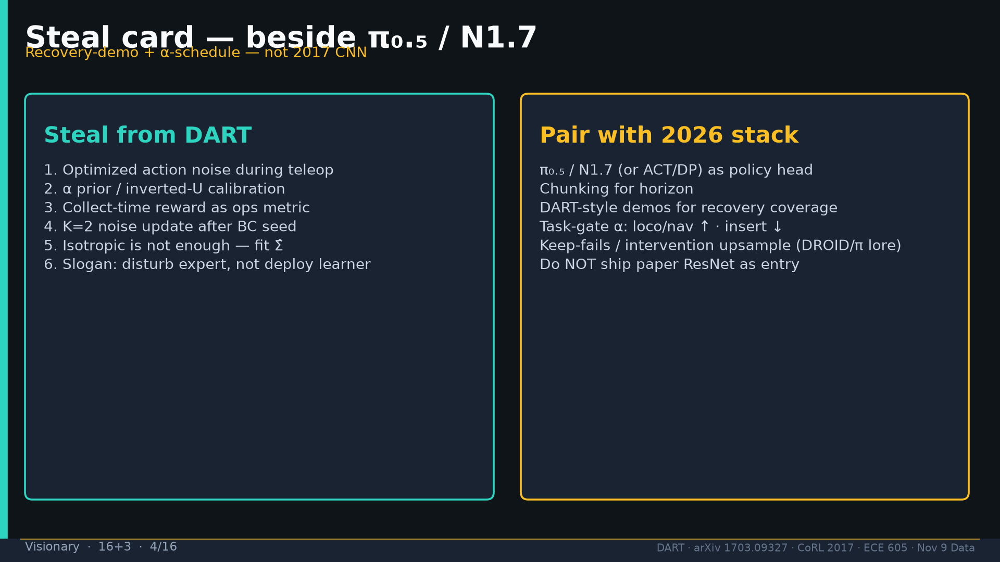 Steal card — beside π₀.₅ / N1.7
Recovery-demo + α-schedule — not 2017 CNN
Steal from DART
1. Optimized action noise during teleop
2. α prior / inverted-U calibration
3. Collect-time reward as ops metric
4. K=2 noise update after BC seed
5. Isotropic is not enough — fit Σ̂
6. Slogan: disturb expert, not deploy learner
Pair with 2026 stack
π₀.₅ / N1.7 (or ACT/DP) as policy head
Chunking for horizon
DART-style demos for recovery coverage
Task-gate α: loco/nav ↑ · insert ↓
Keep-fails / intervention upsample (DROID/π lore)
Do NOT ship paper ResNet as entry
Visionary · 16+3 · 4/16
DART · arXiv 1703.09327 · CoRL 2017 · ECE 605 · Nov 9 Data